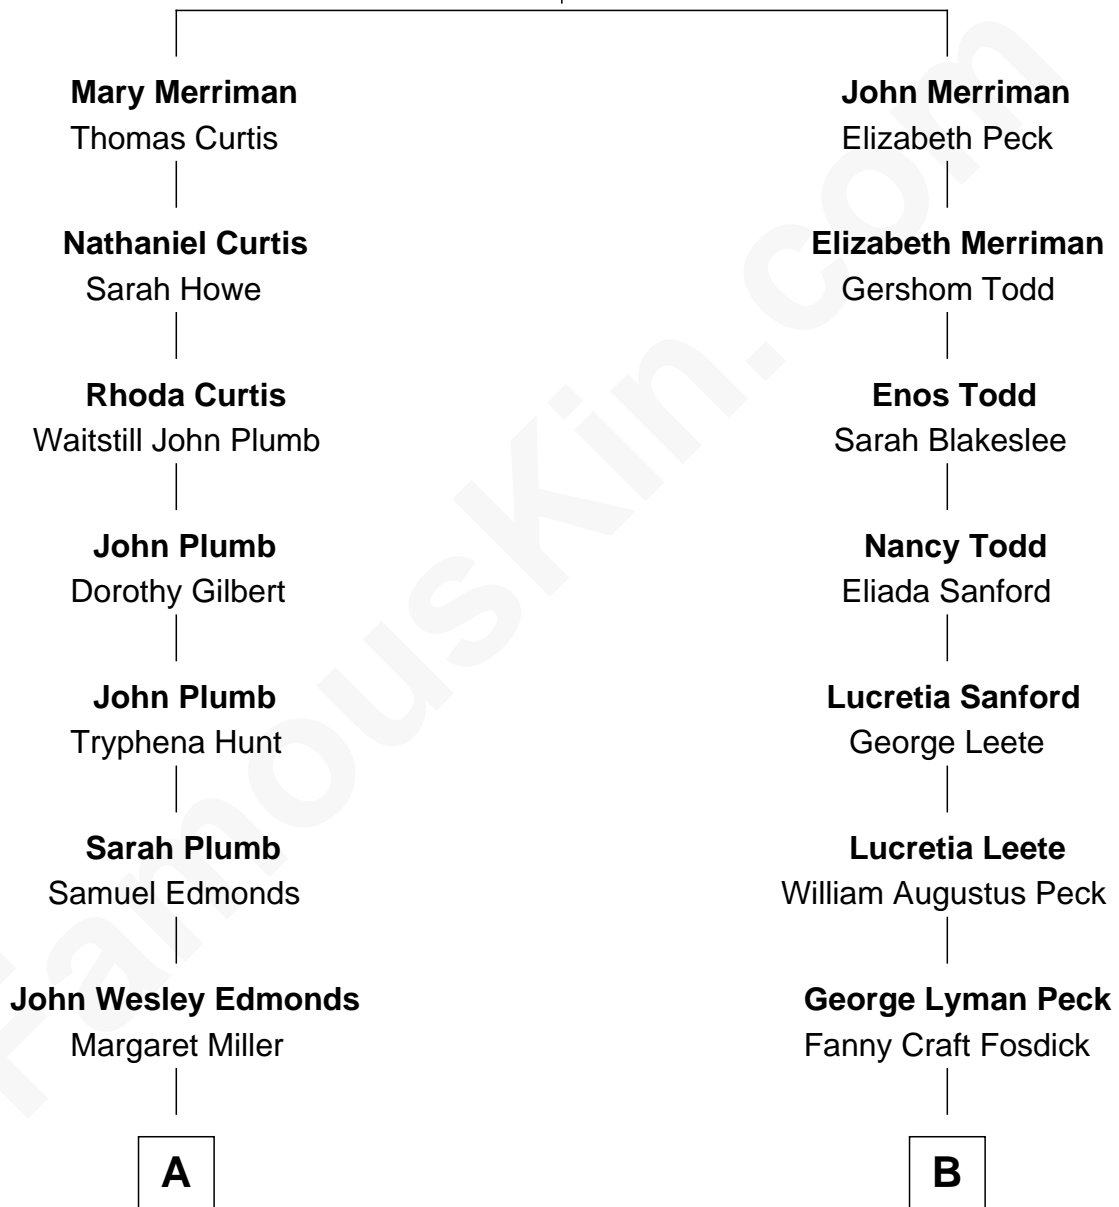 Mary Merriman
Thomas Curtis
John Merriman
Elizabeth Peck
Nathaniel Curtis
Sarah Howe
Elizabeth Merriman
Gershom Todd
Rhoda Curtis
Waitstill John Plumb
Enos Todd
Sarah Blakeslee
John Plumb
Dorothy Gilbert
Nancy Todd
Eliada Sanford
John Plumb
Tryphena Hunt
Lucretia Sanford
George Leete
Sarah Plumb
Samuel Edmonds
Lucretia Leete
William Augustus Peck
John Wesley Edmonds
Margaret Miller
George Lyman Peck
Fanny Craft Fosdick
A
B
FamousKin.com